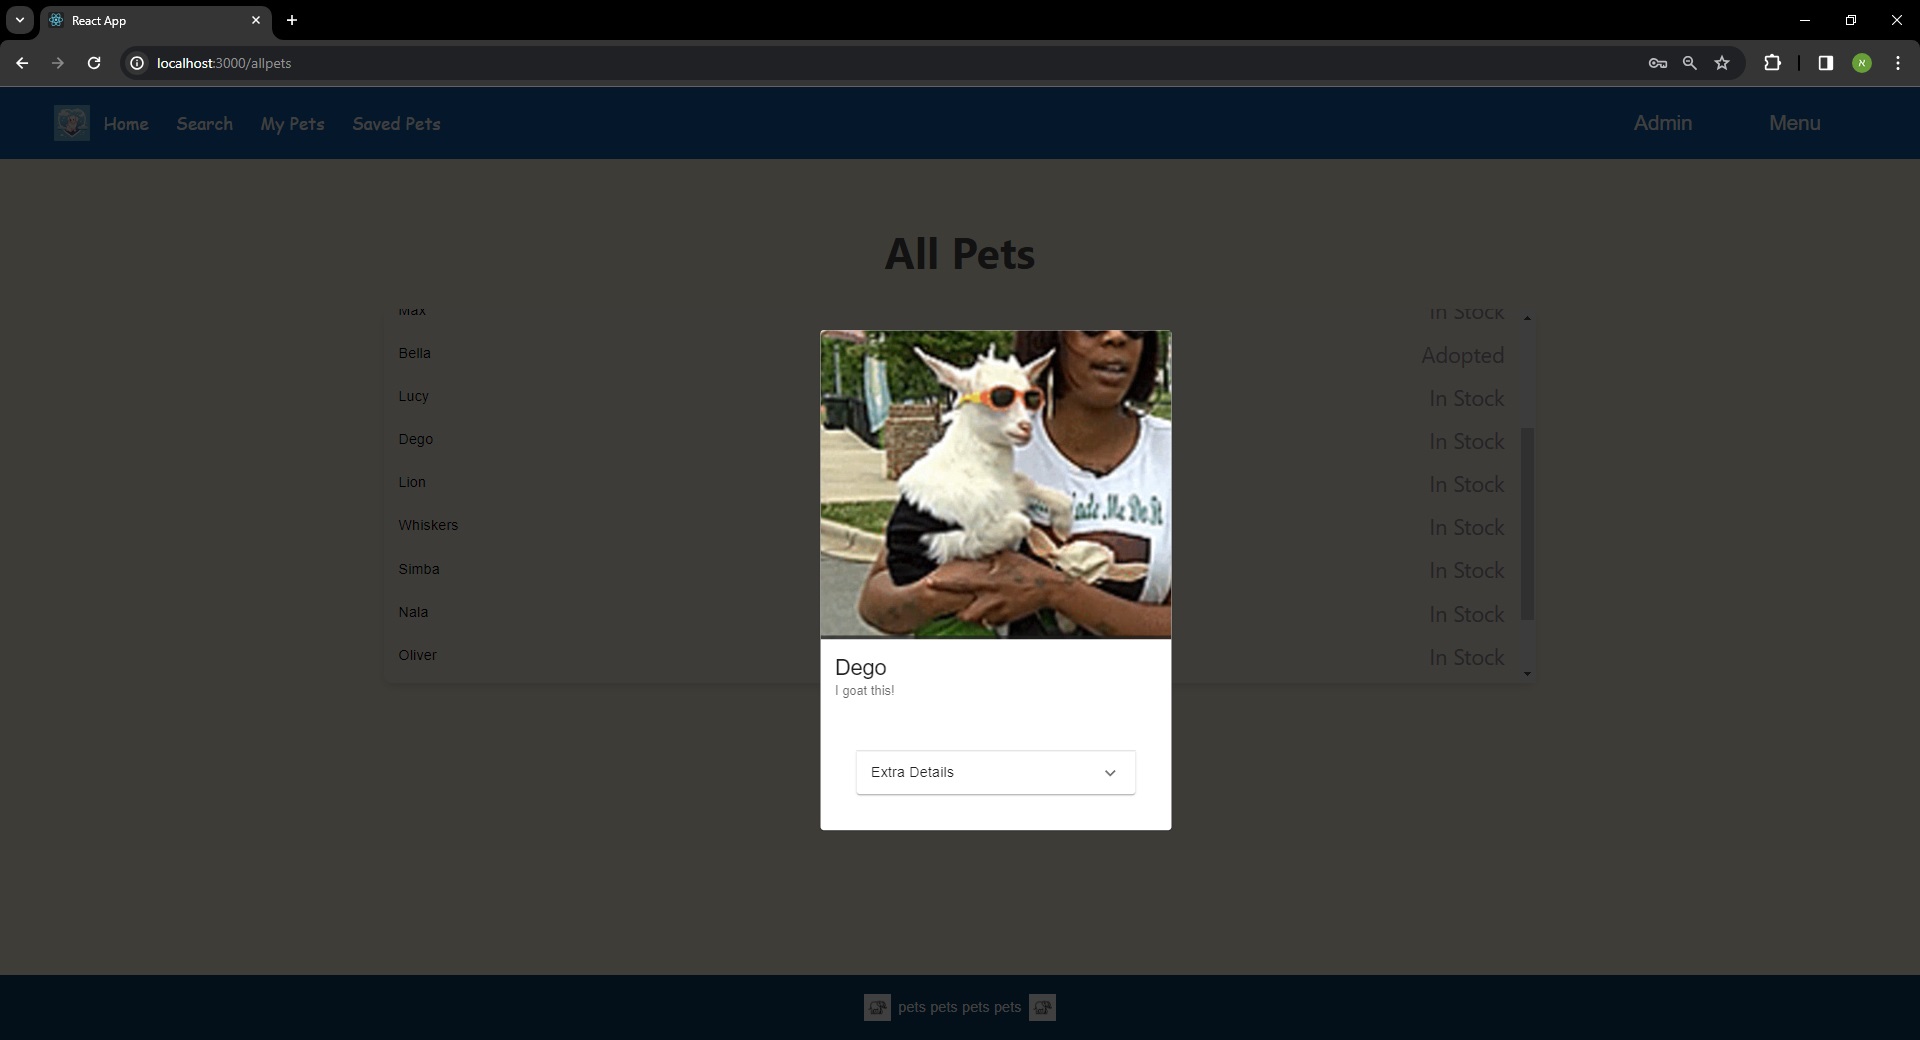 React App
localhost:3000/allpets
א
Home Search My Pets Saved Pets Admin Menu
All Pets
Max In Stock
Bella Adopted
Lucy In Stock
Dego In Stock
Lion In Stock
Whiskers In Stock
Simba In Stock
Nala In Stock
Oliver In Stock
Made Me Do It
Dego
I goat this!
Extra Details
pets pets pets pets